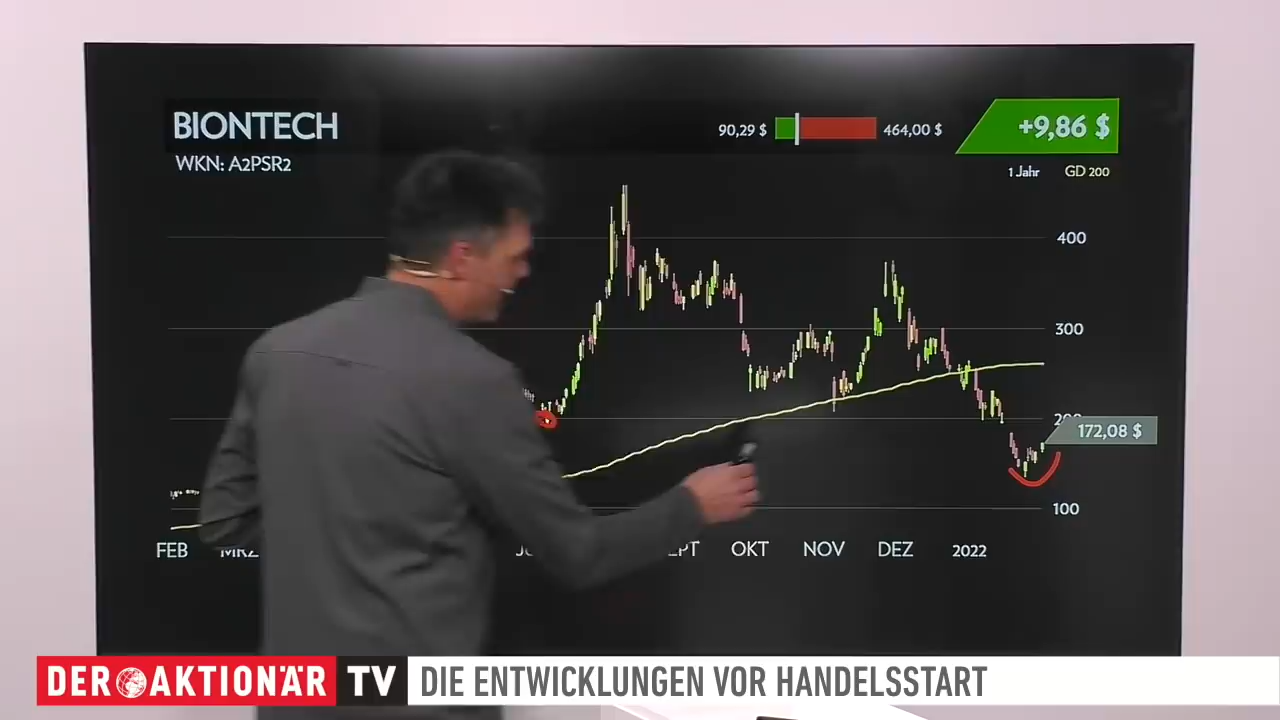 BIONTECH
WKN: A2PSR2
90,29 $
464,00 $
+9,86 $
1 Jahr GD 200
400
300
172,08 $
100
FEB OKT NOV DEZ 2022
DER AKTIONÄR TV DIE ENTWICKLUNGEN VOR HANDELSSTART